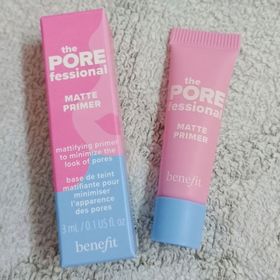 the
PORE
fessional
MATTE
PRIMER
mattifying primer
to minimize the
look of pores
base de teint
matifiante pour
minimiser
l'apparence
des pores
3 mL / 0.1 US fl. oz.
benefit
the
PORE
fessional
MATTE
PRIMER
benefit